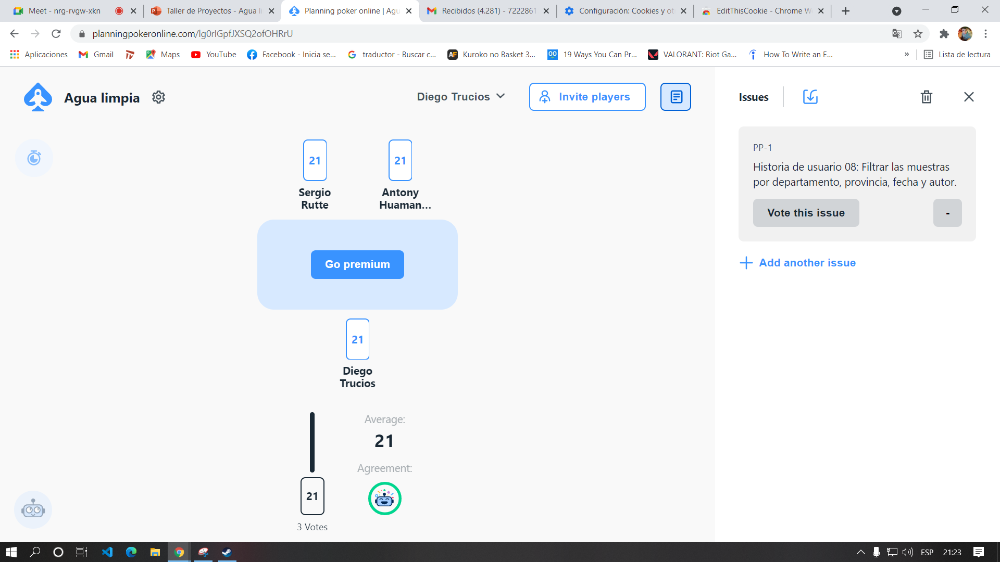 Meet - nrg-rvgw-xkn
Taller de Proyectos - Agua li
Planning poker online | Agu
Recibidos (4.281) - 7222861
Configuración: Cookies y ot
EditThisCookie - Chrome W
planningpokeronline.com/lg0rIGpfJXSQ2ofOHRrU
Aplicaciones
Gmail
Maps
YouTube
Facebook - Inicia se...
traductor - Buscar c...
Kuroko no Basket 3...
19 Ways You Can Pr...
VALORANT: Riot Ga...
How To Write an E...
»
Lista de lectura
Agua limpia
Diego Trucios
Invite players
Issues
21
21
Sergio
Rutte
Antony
Huaman...
Go premium
21
Diego
Trucios
Average:
21
Agreement:
21
3 Votes
PP-1
Historia de usuario 08: Filtrar las muestras
por departamento, provincia, fecha y autor.
Vote this issue
-
Add another issue
ESP
21:23